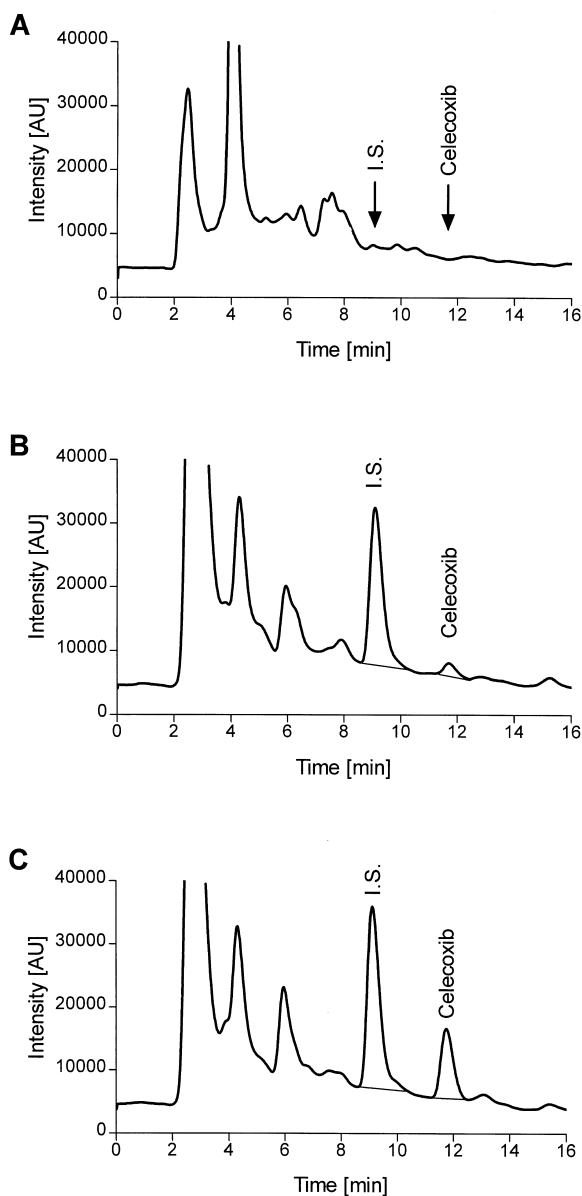 A
Intensity [AU]
40000
30000
20000
10000
0
I.S.
Celecoxib
0 2 4 6 8 10 12 14 16
Time [min]
B
Intensity [AU]
40000
30000
20000
10000
0
I.S.
Celecoxib
0 2 4 6 8 10 12 14 16
Time [min]
C
Intensity [AU]
40000
30000
20000
10000
0
I.S.
Celecoxib
0 2 4 6 8 10 12 14 16
Time [min]